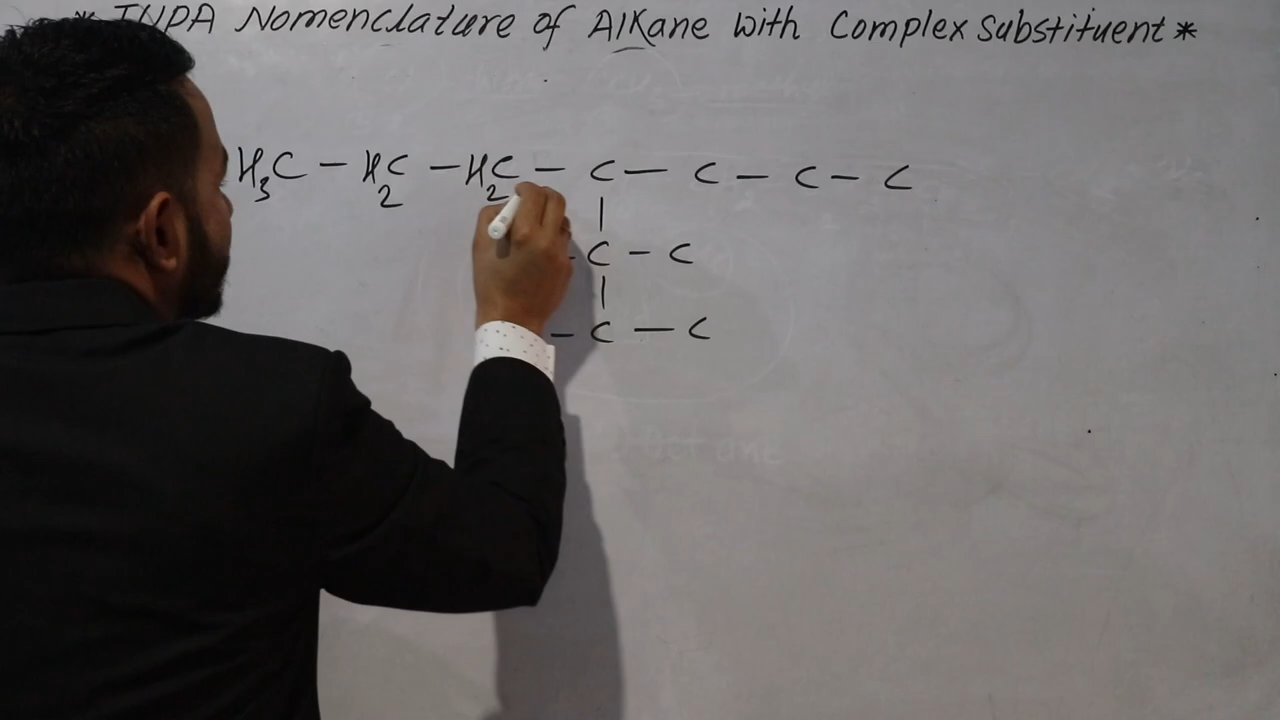 * IUPA Nomenclature of Alkane with Complex Substituent *
H₃C - H₂C - H₂C - C - C - C - C
|
- C - C
|
- C - C